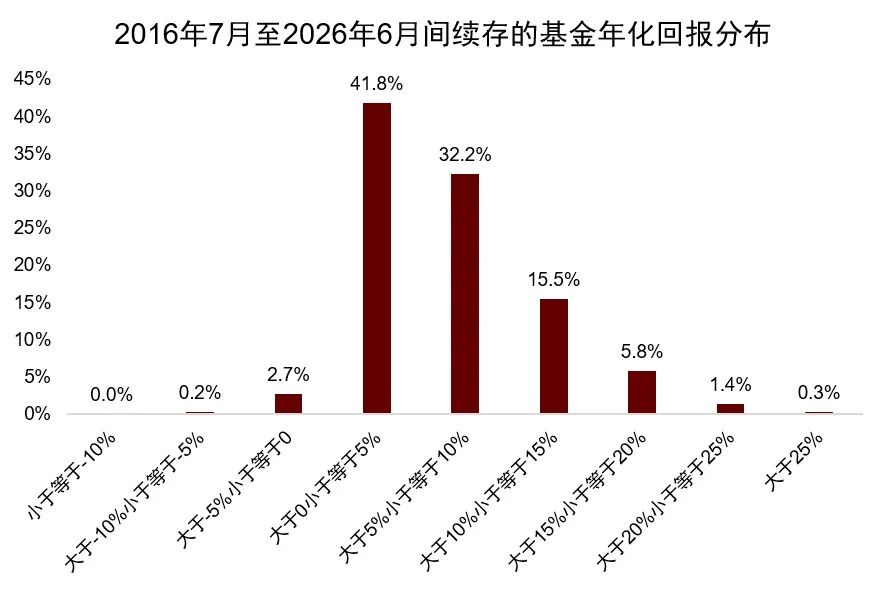 2016年7月至2026年6月间续存的基金年化回报分布
45%
40%
35%
30%
25%
20%
15%
10%
5%
0%
0.0%
0.2%
2.7%
41.8%
32.2%
15.5%
5.8%
1.4%
0.3%
小于等于-10%
大于-10%小于等于-5%
大于-5%小于等于0
大于0小于等于5%
大于5%小于等于10%
大于10%小于等于15%
大于15%小于等于20%
大于20%小于等于25%
大于25%